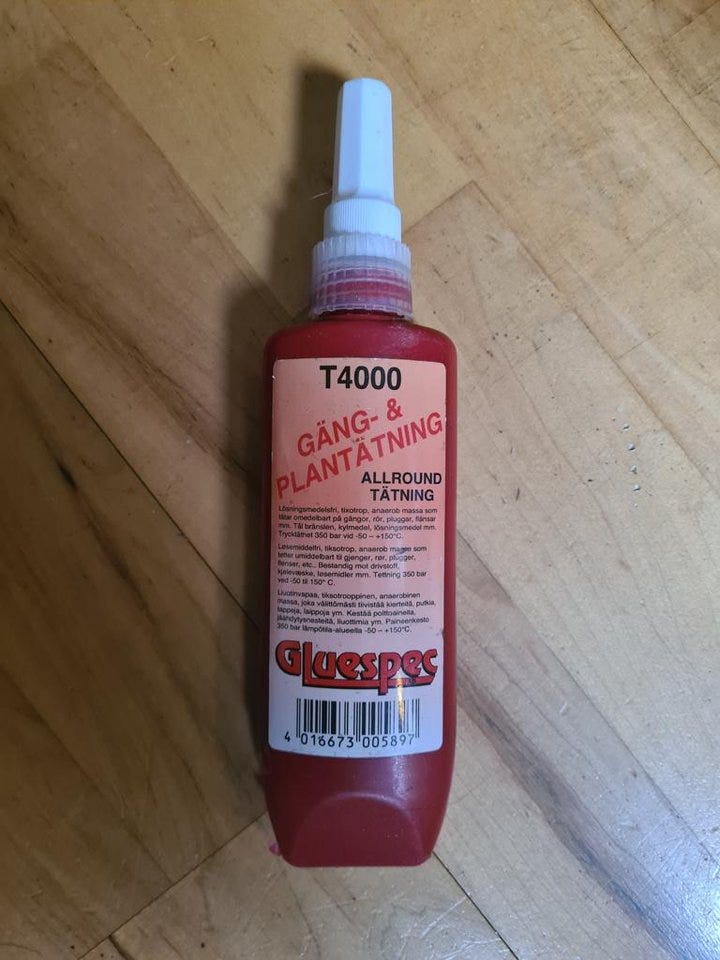 T4000
GÄNG- &
PLANTÄTNING
ALLROUND
TÄTNING
Lösningsmedelsfri, tixotrop, anaerob massa som
tätar omedelbart på gängor, rör, pluggar, flänsar
mm. Tål bränslen, kylmedel, lösningsmedel mm.
Trycktäthet 350 bar vid -50 – +150°C.
Løsemiddelfri, tiksotrop, anaerob masse som
tetter umiddelbart til gjenger, rør, plugger,
flenser, etc.. Bestandig mot drivstoff,
kjølevæske, løsemidler mm. Tettning 350 bar
ved -50 til 150° C.
Liuotinvapaa, tiksotrooppinen, anaerobinen
massa, joka välittömästi tiivistää kierteitä, putkia,
tappeja, laippoja ym. Kestää polttoaineita,
jäähdytysnesteitä, liuottimia ym. Paineenkesto
350 bar lämpötila-alueella -50 – +150°C.
Gluespec
4 016673 005897